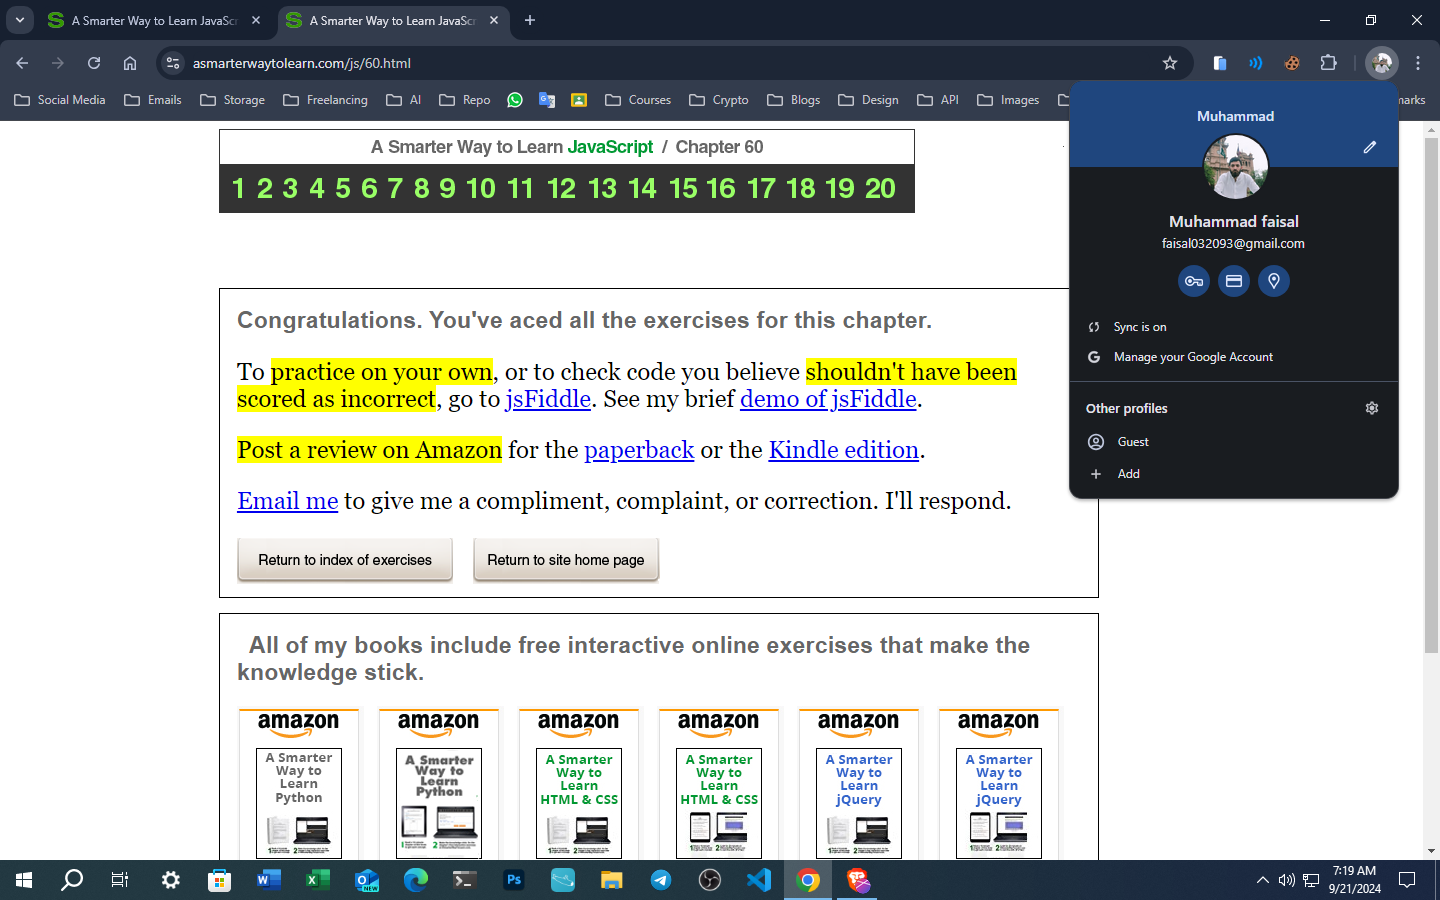 A Smarter Way to Learn JavaScr
A Smarter Way to Learn JavaSc
asmarterwaytolearn.com/js/60.html
Social Media
Emails
Storage
Freelancing
AI
Repo
Courses
Crypto
Blogs
Design
API
Images
marks
A Smarter Way to Learn JavaScript / Chapter 60
1 2 3 4 5 6 7 8 9 10 11 12 13 14 15 16 17 18 19 20
Muhammad
Muhammad faisal
faisal032093@gmail.com
Sync is on
Manage your Google Account
Other profiles
Guest
Add
Congratulations. You've aced all the exercises for this chapter.
To practice on your own, or to check code you believe shouldn't have been
scored as incorrect, go to jsFiddle. See my brief demo of jsFiddle.
Post a review on Amazon for the paperback or the Kindle edition.
Email me to give me a compliment, complaint, or correction. I'll respond.
Return to index of exercises
Return to site home page
All of my books include free interactive online exercises that make the
knowledge stick.
amazon
A Smarter
Way to
Learn
Python
amazon
A Smarter
Way to
Learn
Python
amazon
A Smarter
Way to
Learn
HTML & CSS
amazon
A Smarter
Way to
Learn
HTML & CSS
amazon
A Smarter
Way to
Learn
jQuery
amazon
A Smarter
Way to
Learn
jQuery
NEW
Ps
7:19 AM
9/21/2024